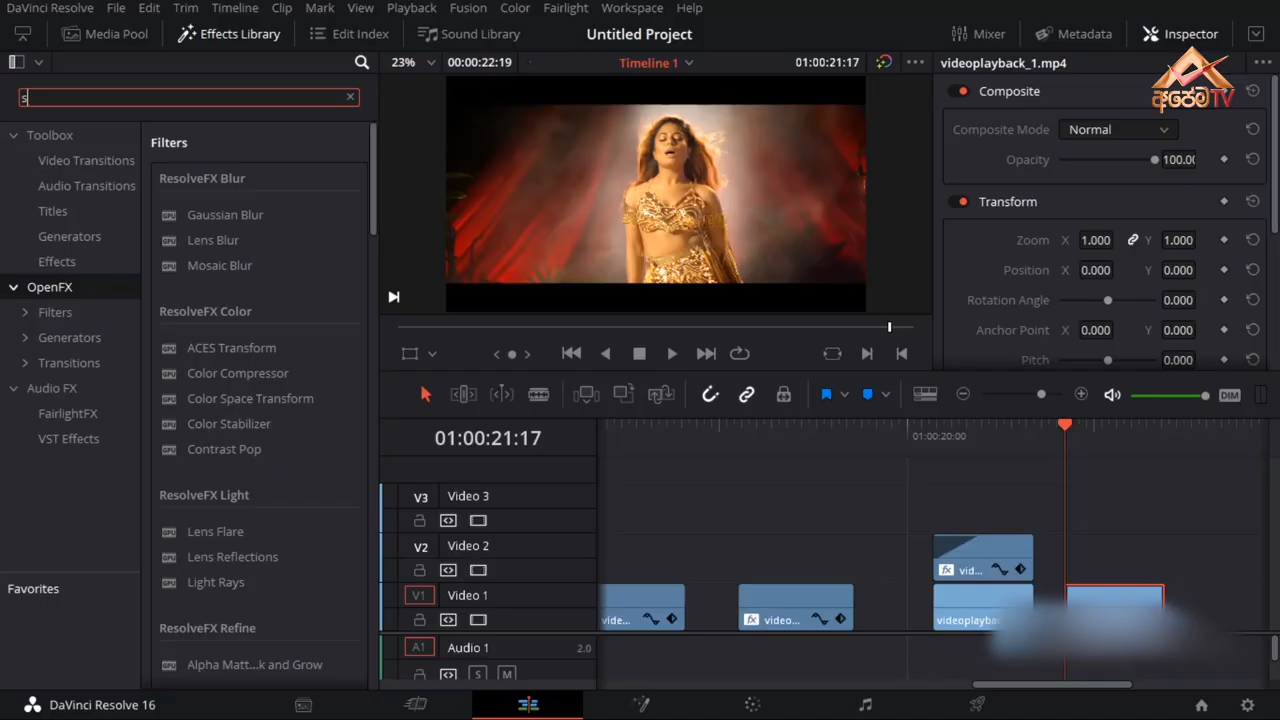 DaVinci Resolve File Edit Trim Timeline Clip Mark View Playback Fusion Color Fairlight Workspace Help
Media Pool Effects Library Edit Index Sound Library Untitled Project Mixer Metadata Inspector
23% 00:00:22:19 Timeline 1 01:00:21:17 videoplayback_1.mp4
අපේම TV
s
Toolbox
Video Transitions
Audio Transitions
Titles
Generators
Effects
OpenFX
Filters
Generators
Transitions
Audio FX
FairlightFX
VST Effects
Favorites
Filters
ResolveFX Blur
Gaussian Blur
Lens Blur
Mosaic Blur
ResolveFX Color
ACES Transform
Color Compressor
Color Space Transform
Color Stabilizer
Contrast Pop
ResolveFX Light
Lens Flare
Lens Reflections
Light Rays
ResolveFX Refine
Alpha Matt...k and Grow
Composite
Composite Mode Normal
Opacity 100.0
Transform
Zoom X 1.000 Y 1.000
Position X 0.000 Y 0.000
Rotation Angle 0.000
Anchor Point X 0.000 Y 0.000
Pitch 0.000
DIM
01:00:21:17
01:00:20:00
V3 Video 3
V2 Video 2
fx vid...
V1 Video 1
vide... fx video... videoplayba
A1 Audio 1 2.0
S M
DaVinci Resolve 16